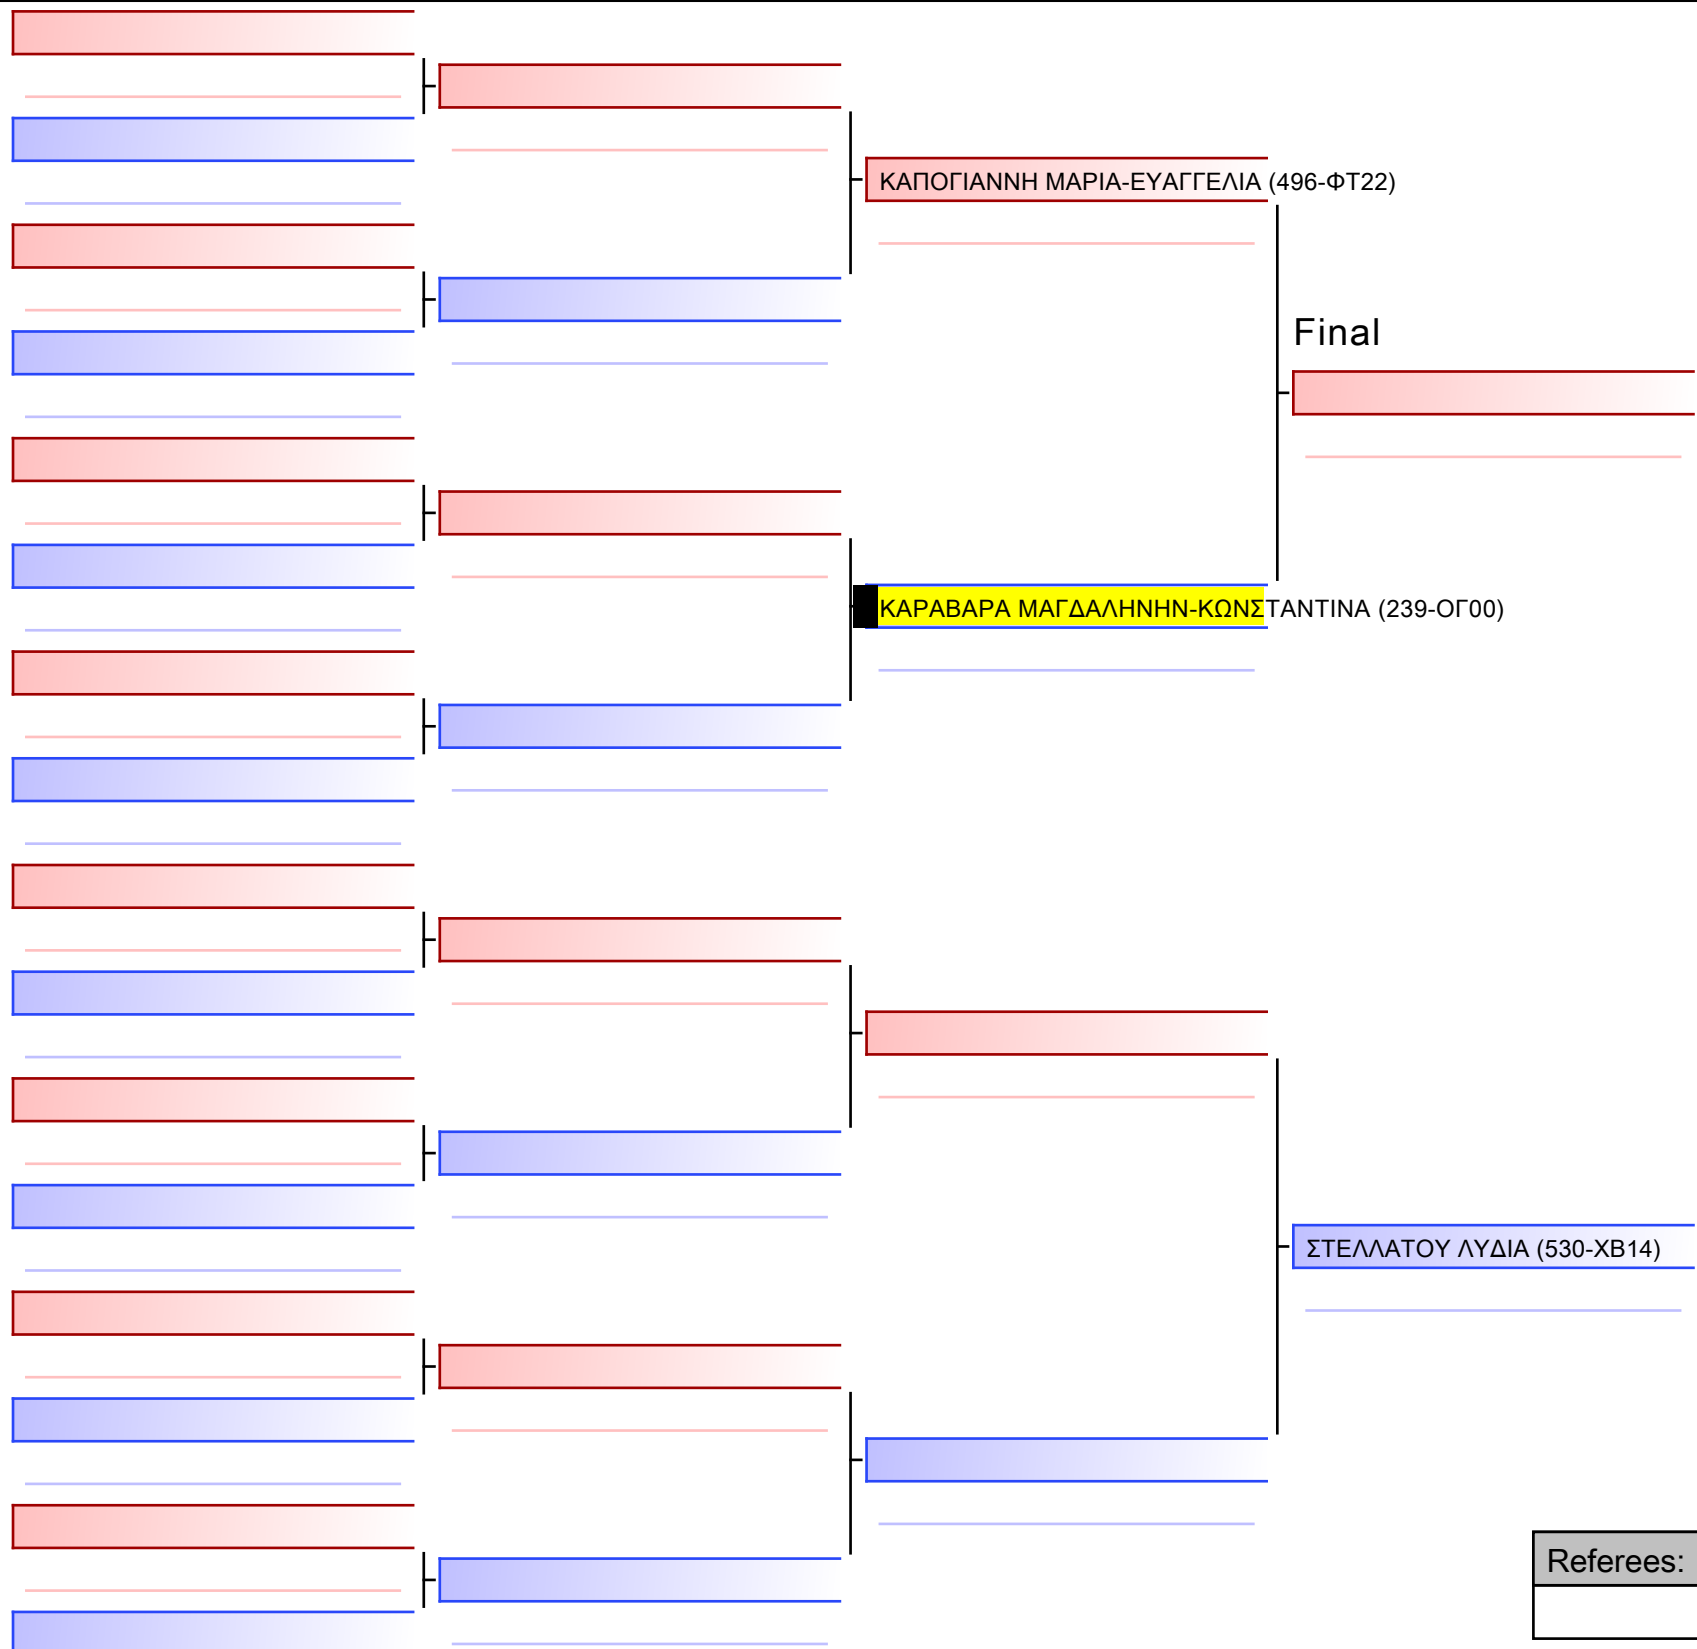 ΚΑΠΟΓΙΑΝΝΗ ΜΑΡΙΑ-ΕΥΑΓΓΕΛΙΑ (496-ΦΤ22)
Final
ΚΑΡΑΒΑΡΑ ΜΑΓΔΑΛΗΝΗΝ-ΚΩΝΣΤΑΝΤΙΝΑ (239-ΟΓ00)
ΣΤΕΛΛΑΤΟΥ ΛΥΔΙΑ (530-ΧΒ14)
Referees: